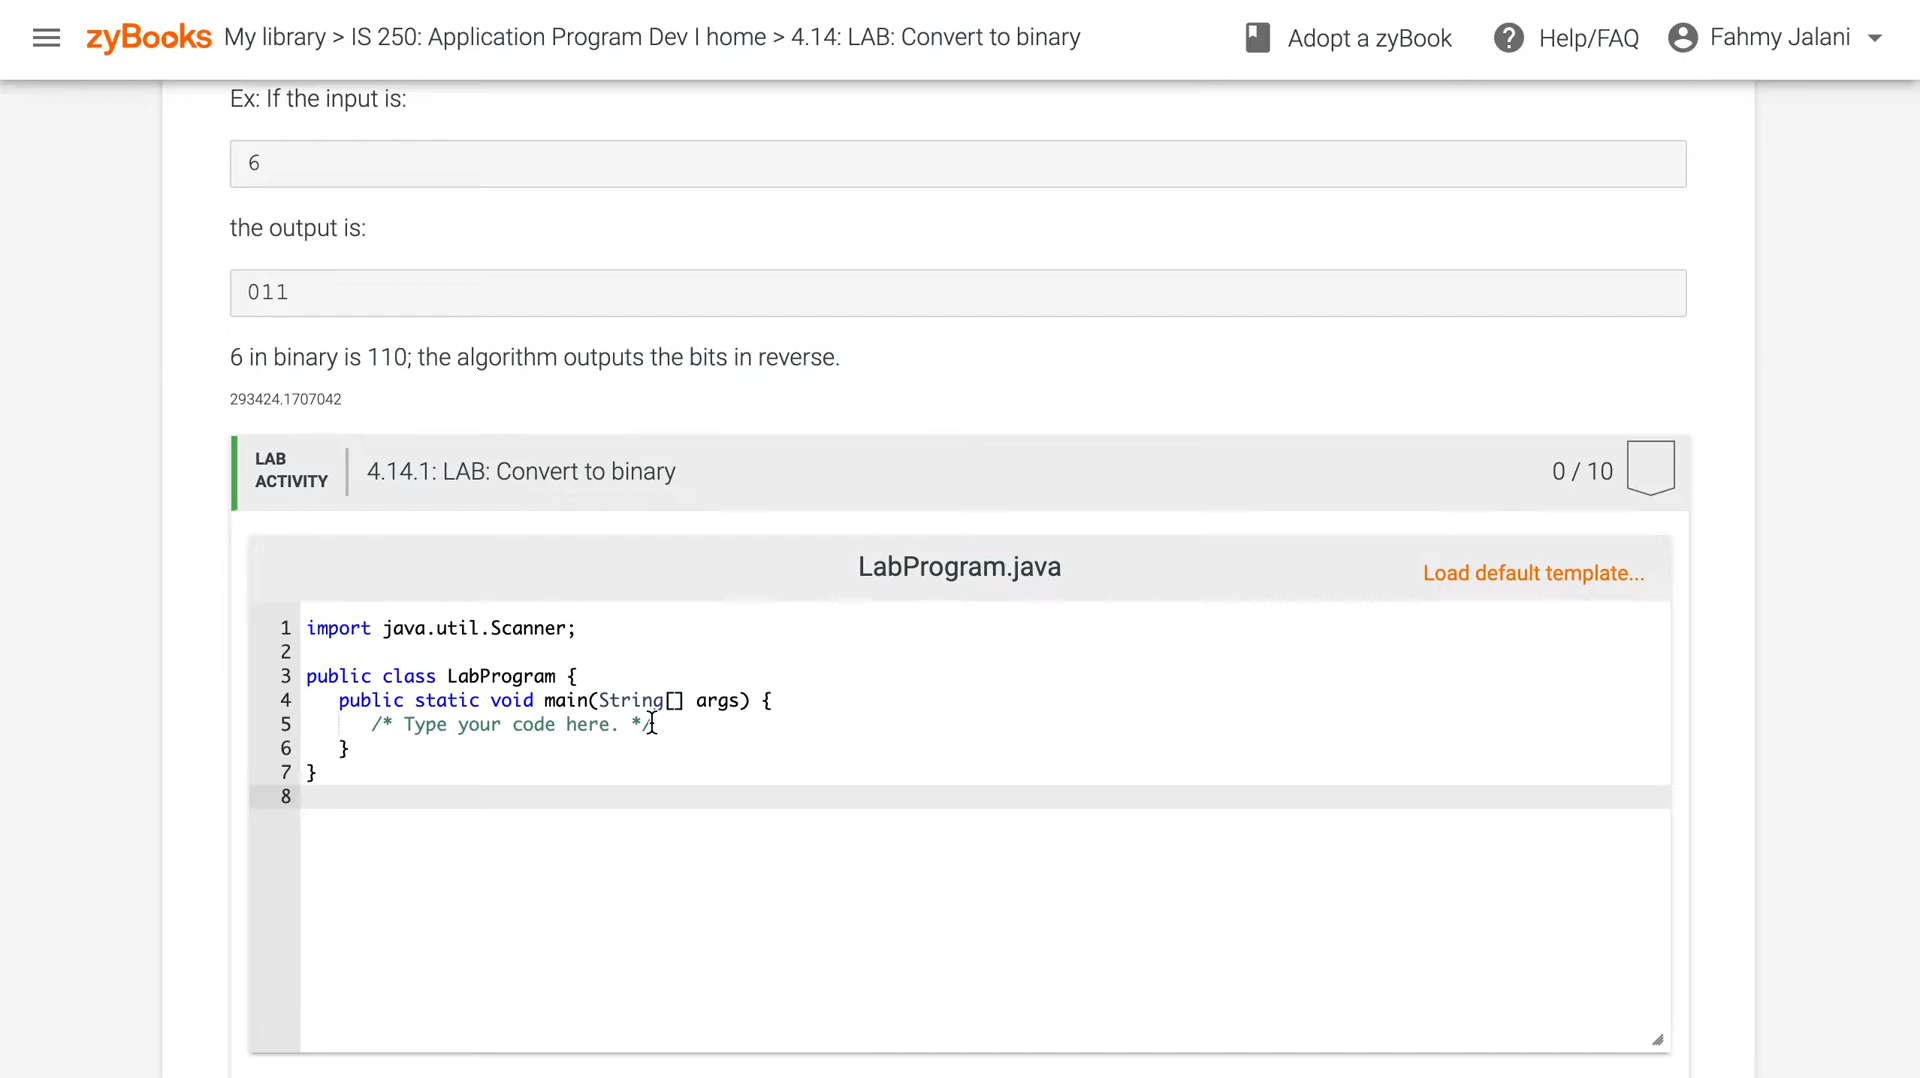 zyBooks My library > IS 250: Application Program Dev I home > 4.14: LAB: Convert to binary Adopt a zyBook Help/FAQ Fahmy Jalani
Ex: If the input is:
6
the output is:
011
6 in binary is 110; the algorithm outputs the bits in reverse.
293424.1707042
LAB
ACTIVITY
4.14.1: LAB: Convert to binary 0 / 10
LabProgram.java Load default template...
1 import java.util.Scanner;
2
3 public class LabProgram {
4    public static void main(String[] args) {
5       /* Type your code here. */
6    }
7 }
8